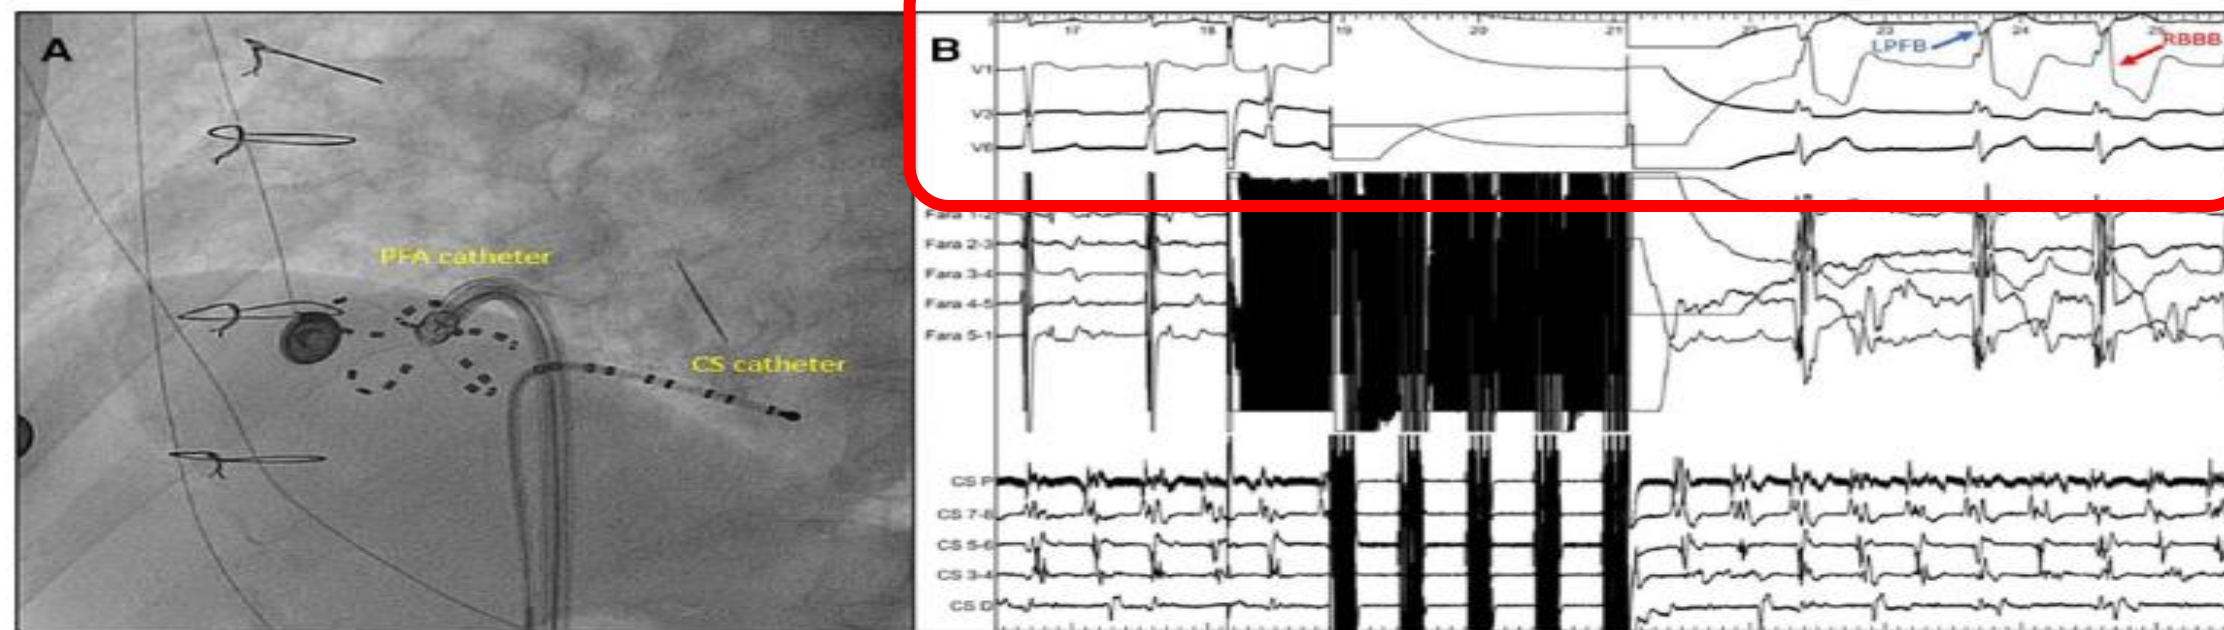 A
PFA catheter
CS catheter
B
17
18
19
20
21
22
23
24
25
LPFB
RBBB
V1
V3
V6
Fara 1-2
Fara 2-3
Fara 3-4
Fara 4-5
Fara 5-1
CS P
CS 7-8
CS 5-6
CS 3-4
CS D